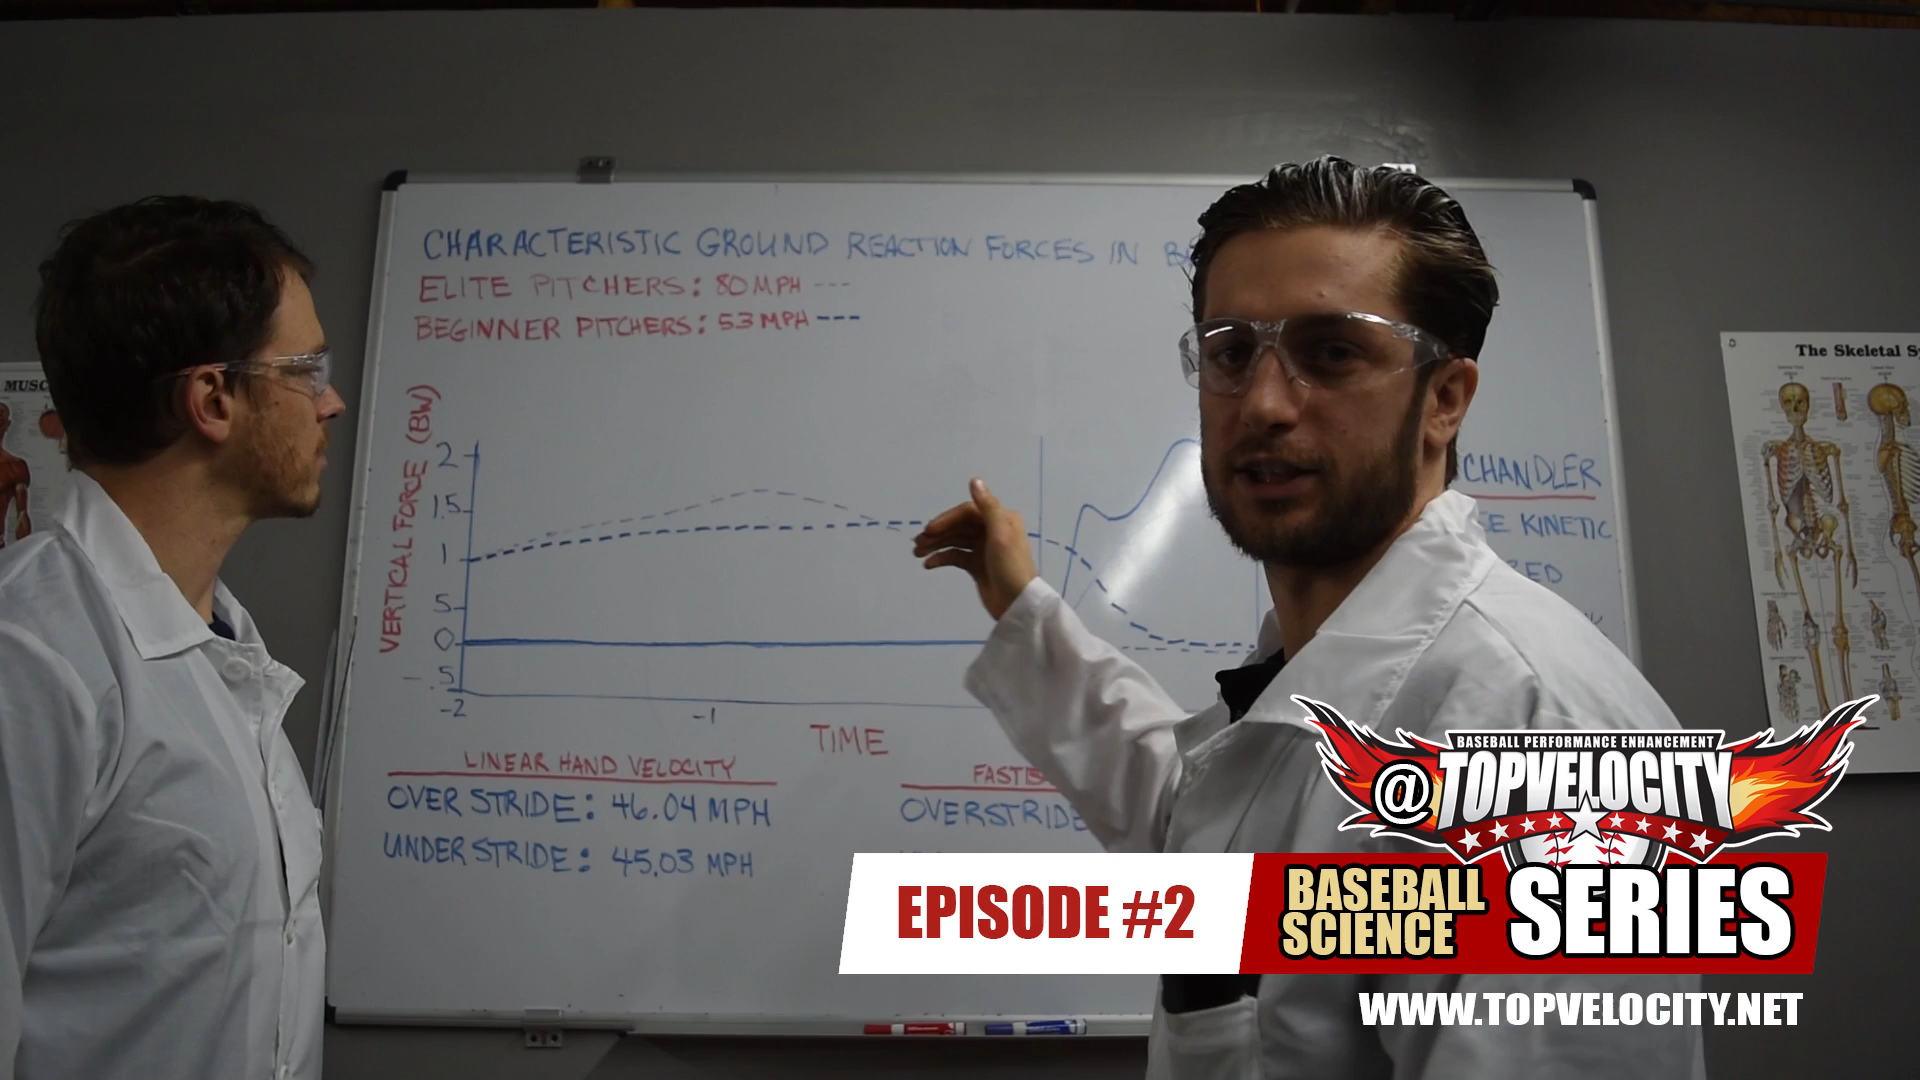 CHARACTERISTIC GROUND REACTION FORCES IN
ELITE PITCHERS: 80 MPH ---
BEGINNER PITCHERS: 53 MPH ---
VERTICAL FORCE (BW)
2
1.5
1
.5
0
-.5
-2
-1
TIME
CHANDLER
KINETIC
LINEAR HAND VELOCITY
OVER STRIDE: 46.04 MPH
UNDER STRIDE: 45.03 MPH
OVERSTRIDE
The Skeletal
BASEBALL PERFORMANCE ENHANCEMENT
@TOPVELOCITY
EPISODE #2
BASEBALL SCIENCE SERIES
WWW.TOPVELOCITY.NET